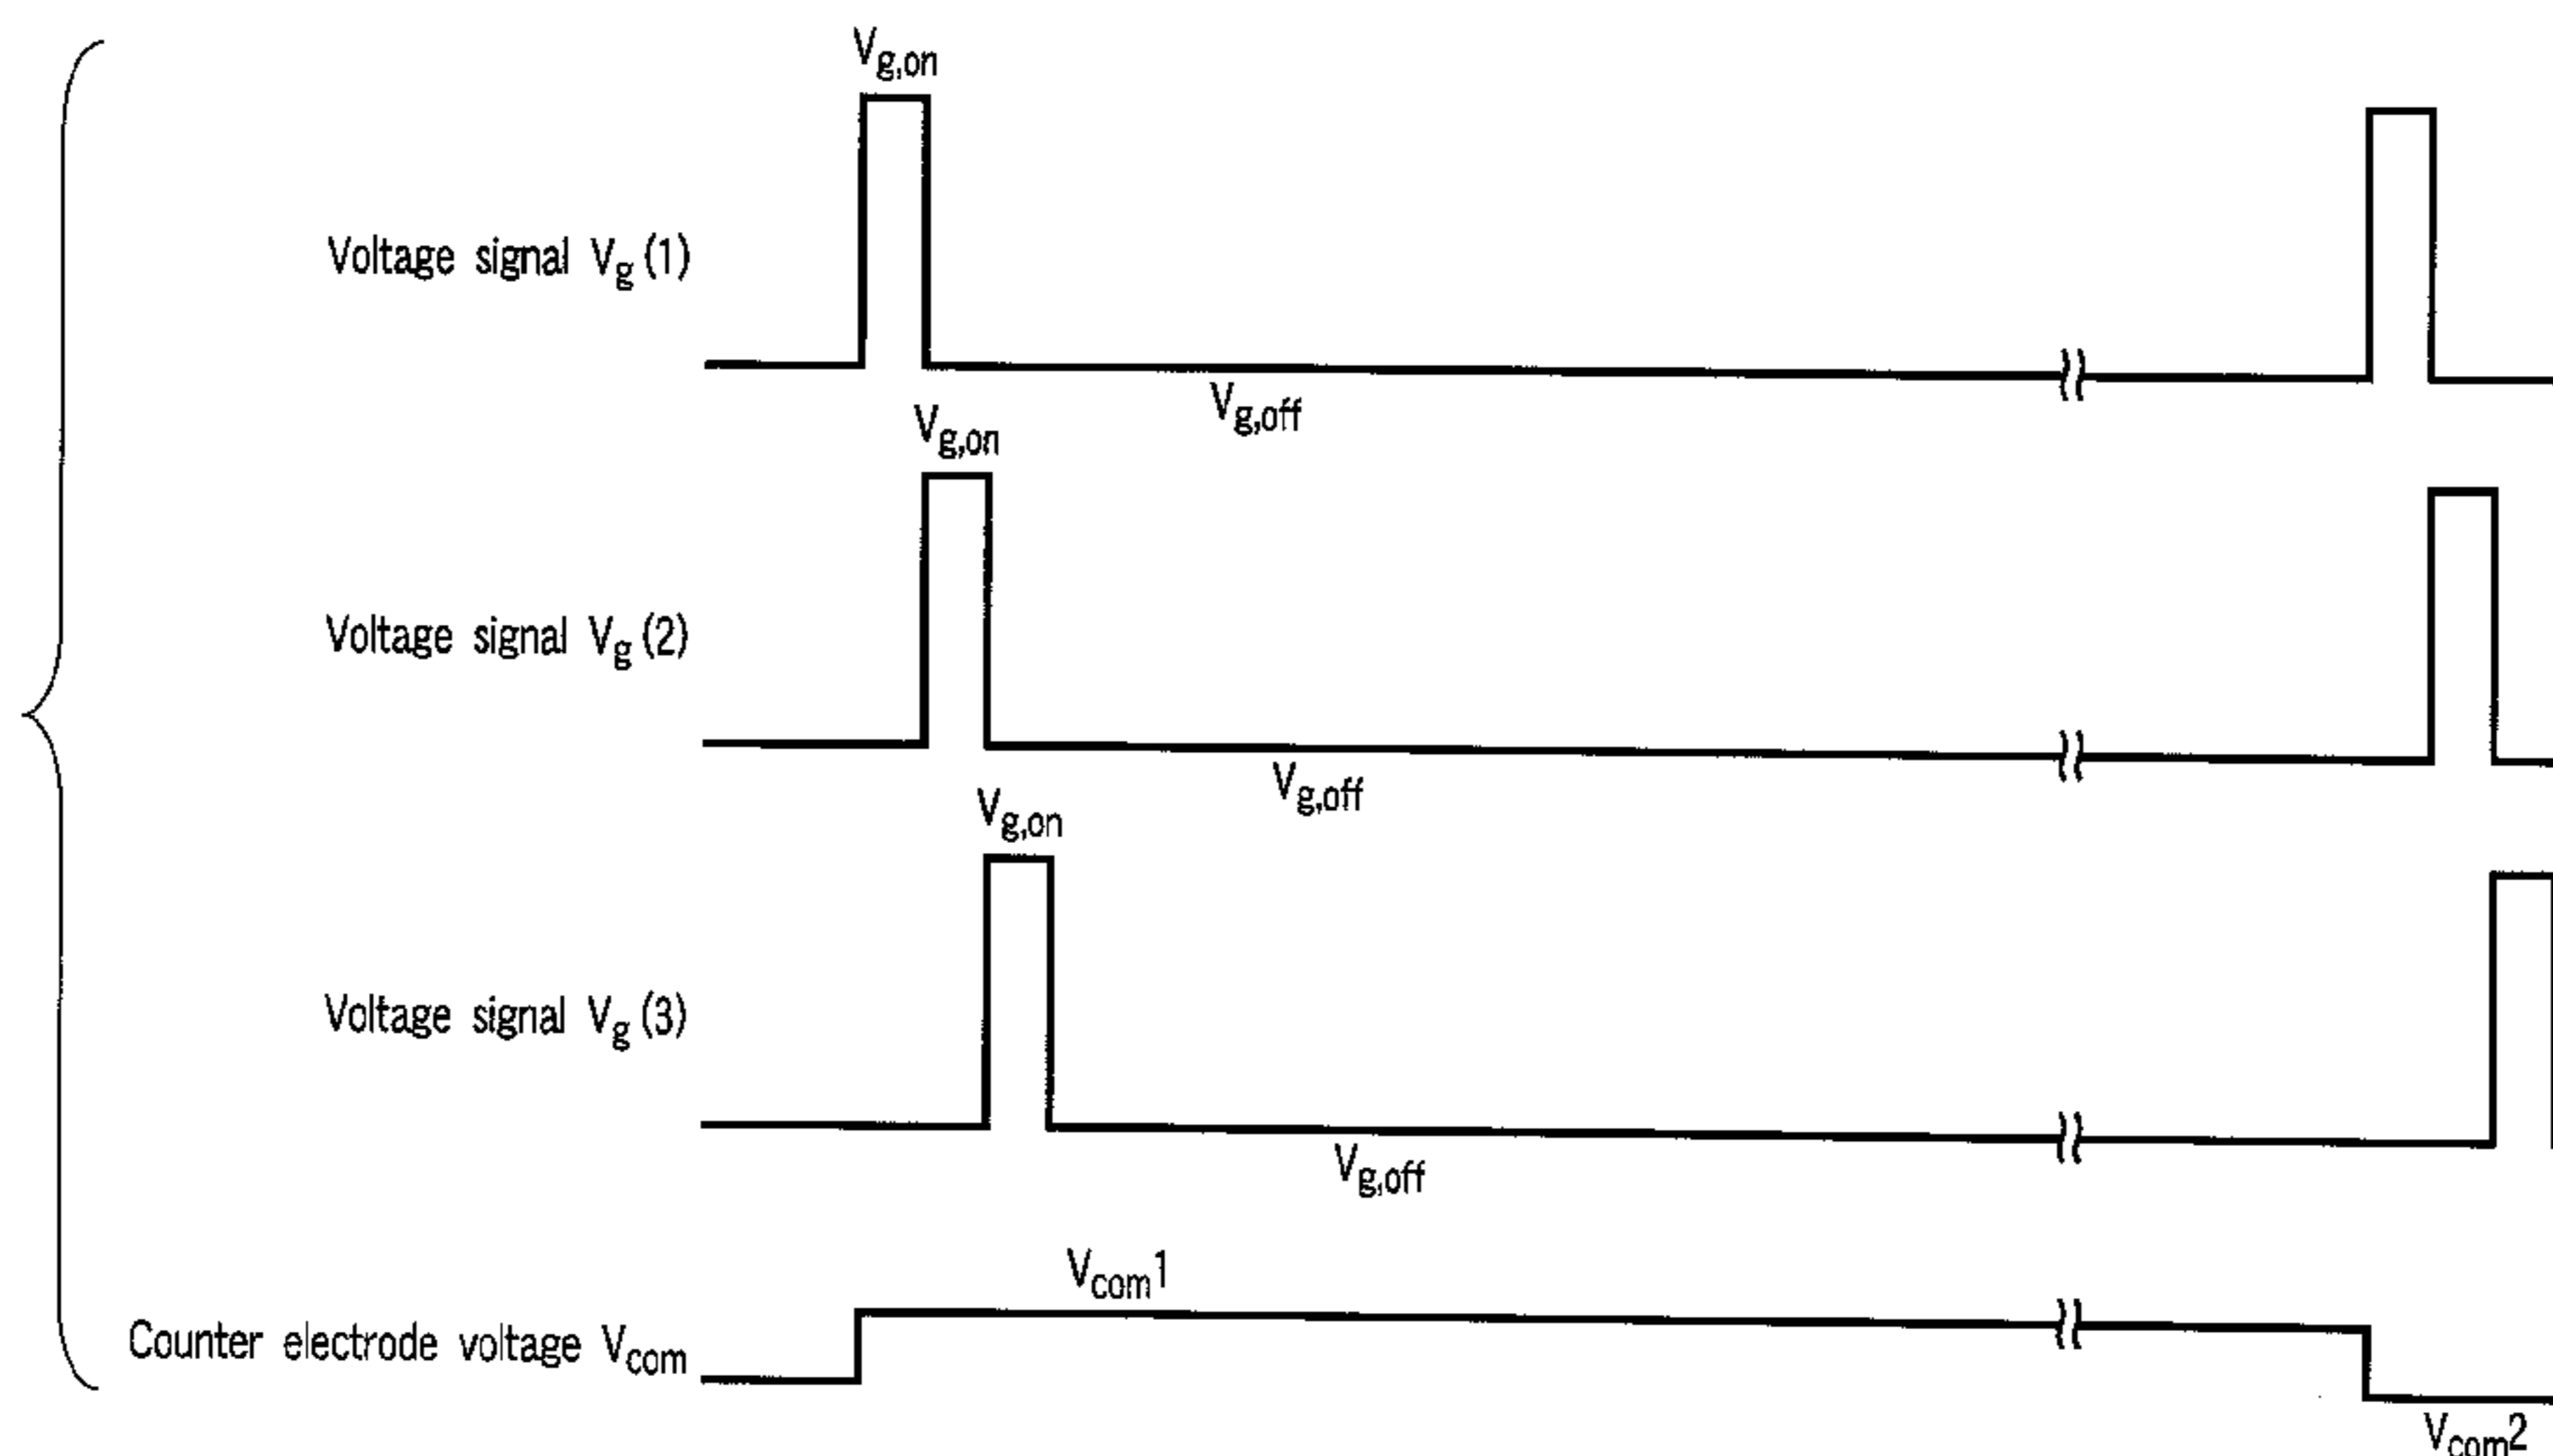 Vg,on
Voltage signal Vg(1)
Vg,off
Vg,on
Voltage signal Vg(2)
Vg,off
Vg,on
Voltage signal Vg(3)
Vg,off
Vcom1
Counter electrode voltage Vcom
Vcom2